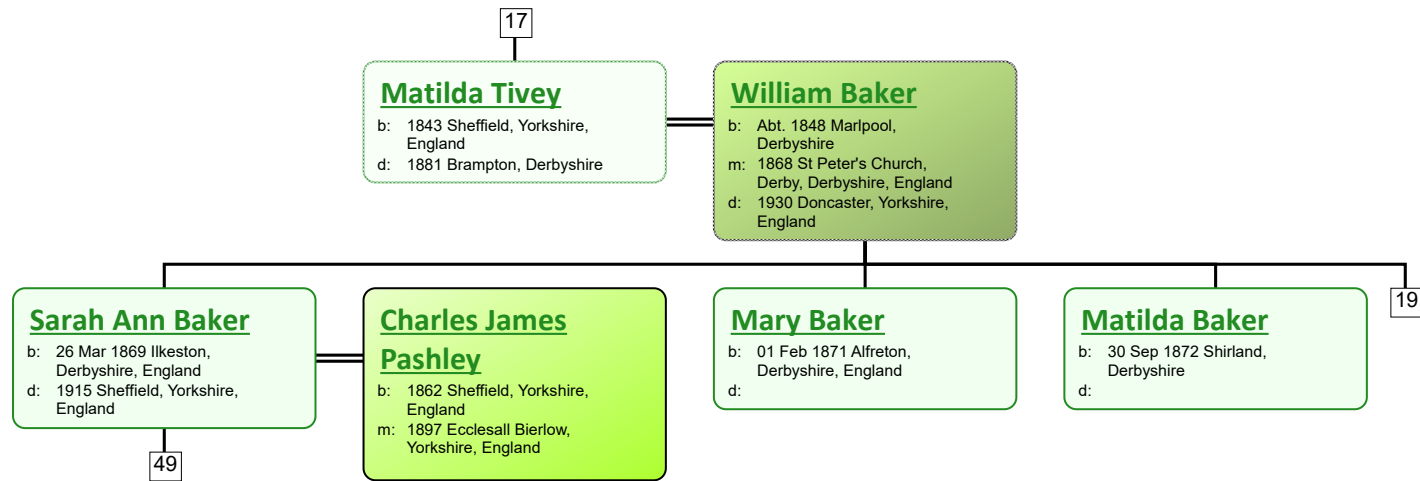 17
Matilda Tivey
b: 1843 Sheffield, Yorkshire,
England
d: 1881 Brampton, Derbyshire
William Baker
b: Abt. 1848 Marlpool,
Derbyshire
m: 1868 St Peter's Church,
Derby, Derbyshire, England
d: 1930 Doncaster, Yorkshire,
England
Sarah Ann Baker
b: 26 Mar 1869 Ilkeston,
Derbyshire, England
d: 1915 Sheffield, Yorkshire,
England
49
Charles James
Pashley
b: 1862 Sheffield, Yorkshire,
England
m: 1897 Ecclesall Bierlow,
Yorkshire, England
Mary Baker
b: 01 Feb 1871 Alfreton,
Derbyshire, England
d:
Matilda Baker
b: 30 Sep 1872 Shirland,
Derbyshire
d:
19